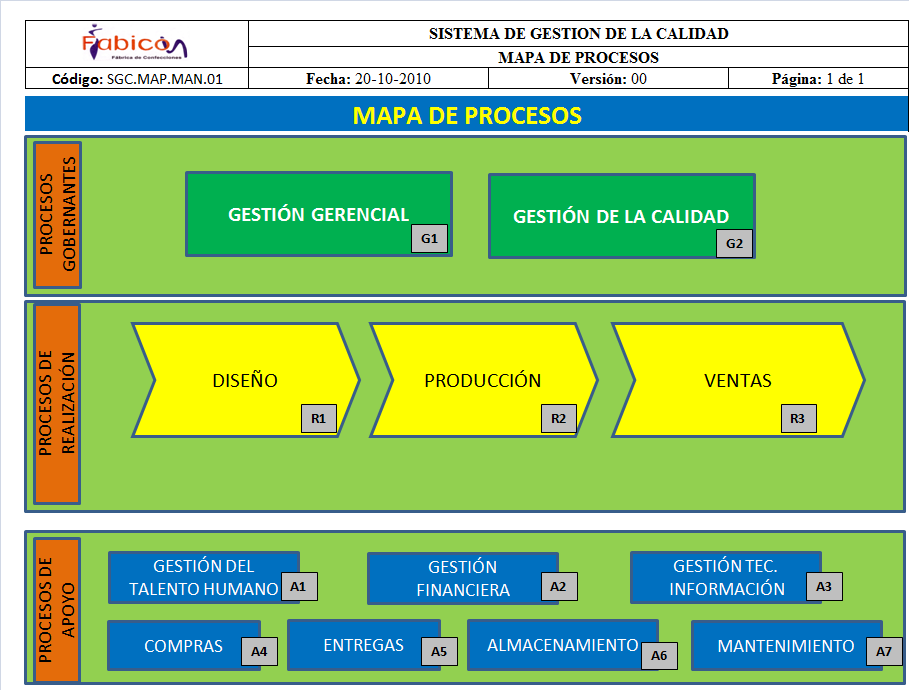 Fabicon
Fábrica de Confecciones
SISTEMA DE GESTION DE LA CALIDAD
MAPA DE PROCESOS
Código: SGC.MAP.MAN.01
Fecha: 20-10-2010
Versión: 00
Página: 1 de 1
MAPA DE PROCESOS
PROCESOS
GOBERNANTES
GESTIÓN GERENCIAL
G1
GESTIÓN DE LA CALIDAD
G2
PROCESOS DE
REALIZACIÓN
DISEÑO
R1
PRODUCCIÓN
R2
VENTAS
R3
PROCESOS DE
APOYO
GESTIÓN DEL
TALENTO HUMANO
A1
GESTIÓN
FINANCIERA
A2
GESTIÓN TEC.
INFORMACIÓN
A3
COMPRAS
A4
ENTREGAS
A5
ALMACENAMIENTO
A6
MANTENIMIENTO
A7